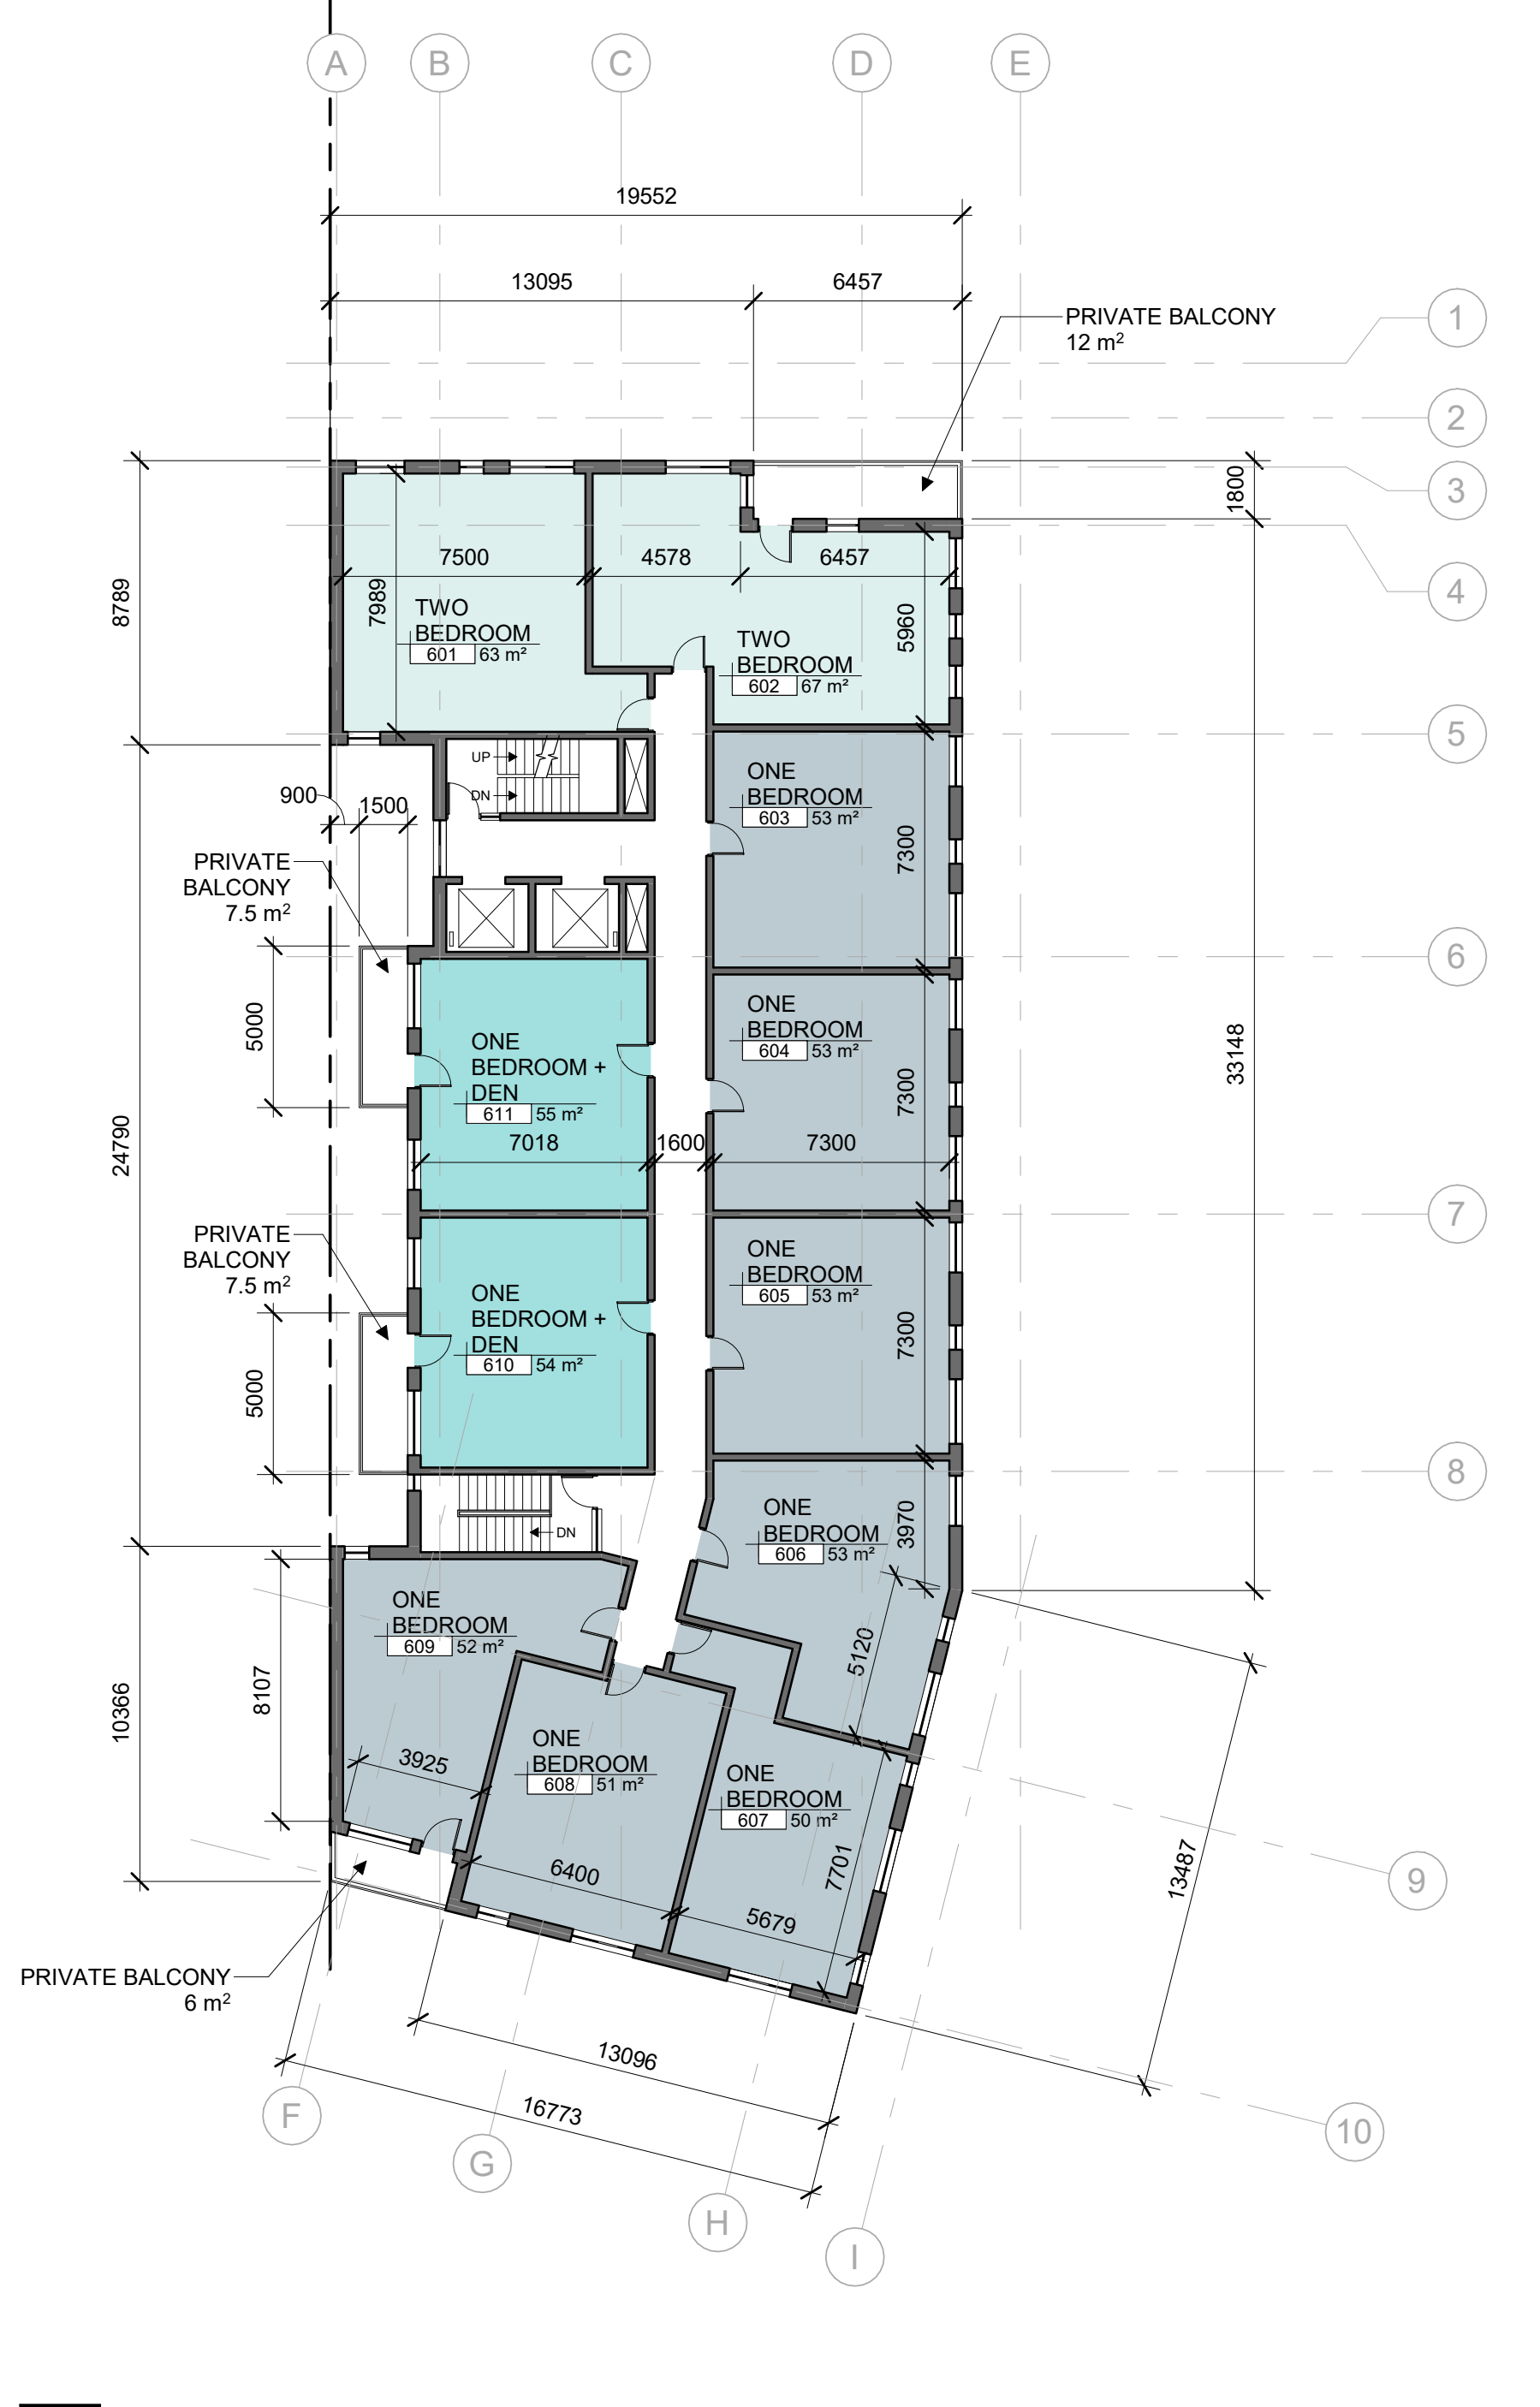 A
B
C
D
E
19552
13095
6457
PRIVATE BALCONY
12 m²
1
2
3
4
5
6
7
8
9
10
1800
8789
7500
7989
4578
6457
5960
TWO
BEDROOM
601 63 m²
TWO
BEDROOM
602 67 m²
UP
DN
900
1500
PRIVATE
BALCONY
7.5 m²
ONE
BEDROOM
603 53 m²
7300
5000
24790
33148
ONE
BEDROOM +
DEN
611 55 m²
7018
1600
7300
ONE
BEDROOM
604 53 m²
7300
PRIVATE
BALCONY
7.5 m²
5000
ONE
BEDROOM +
DEN
610 54 m²
ONE
BEDROOM
605 53 m²
7300
DN
ONE
BEDROOM
606 53 m²
3970
5120
ONE
BEDROOM
609 52 m²
10366
8107
3925
ONE
BEDROOM
608 51 m²
6400
ONE
BEDROOM
607 50 m²
7701
5679
13487
PRIVATE BALCONY
6 m²
13096
16773
F
G
H
I